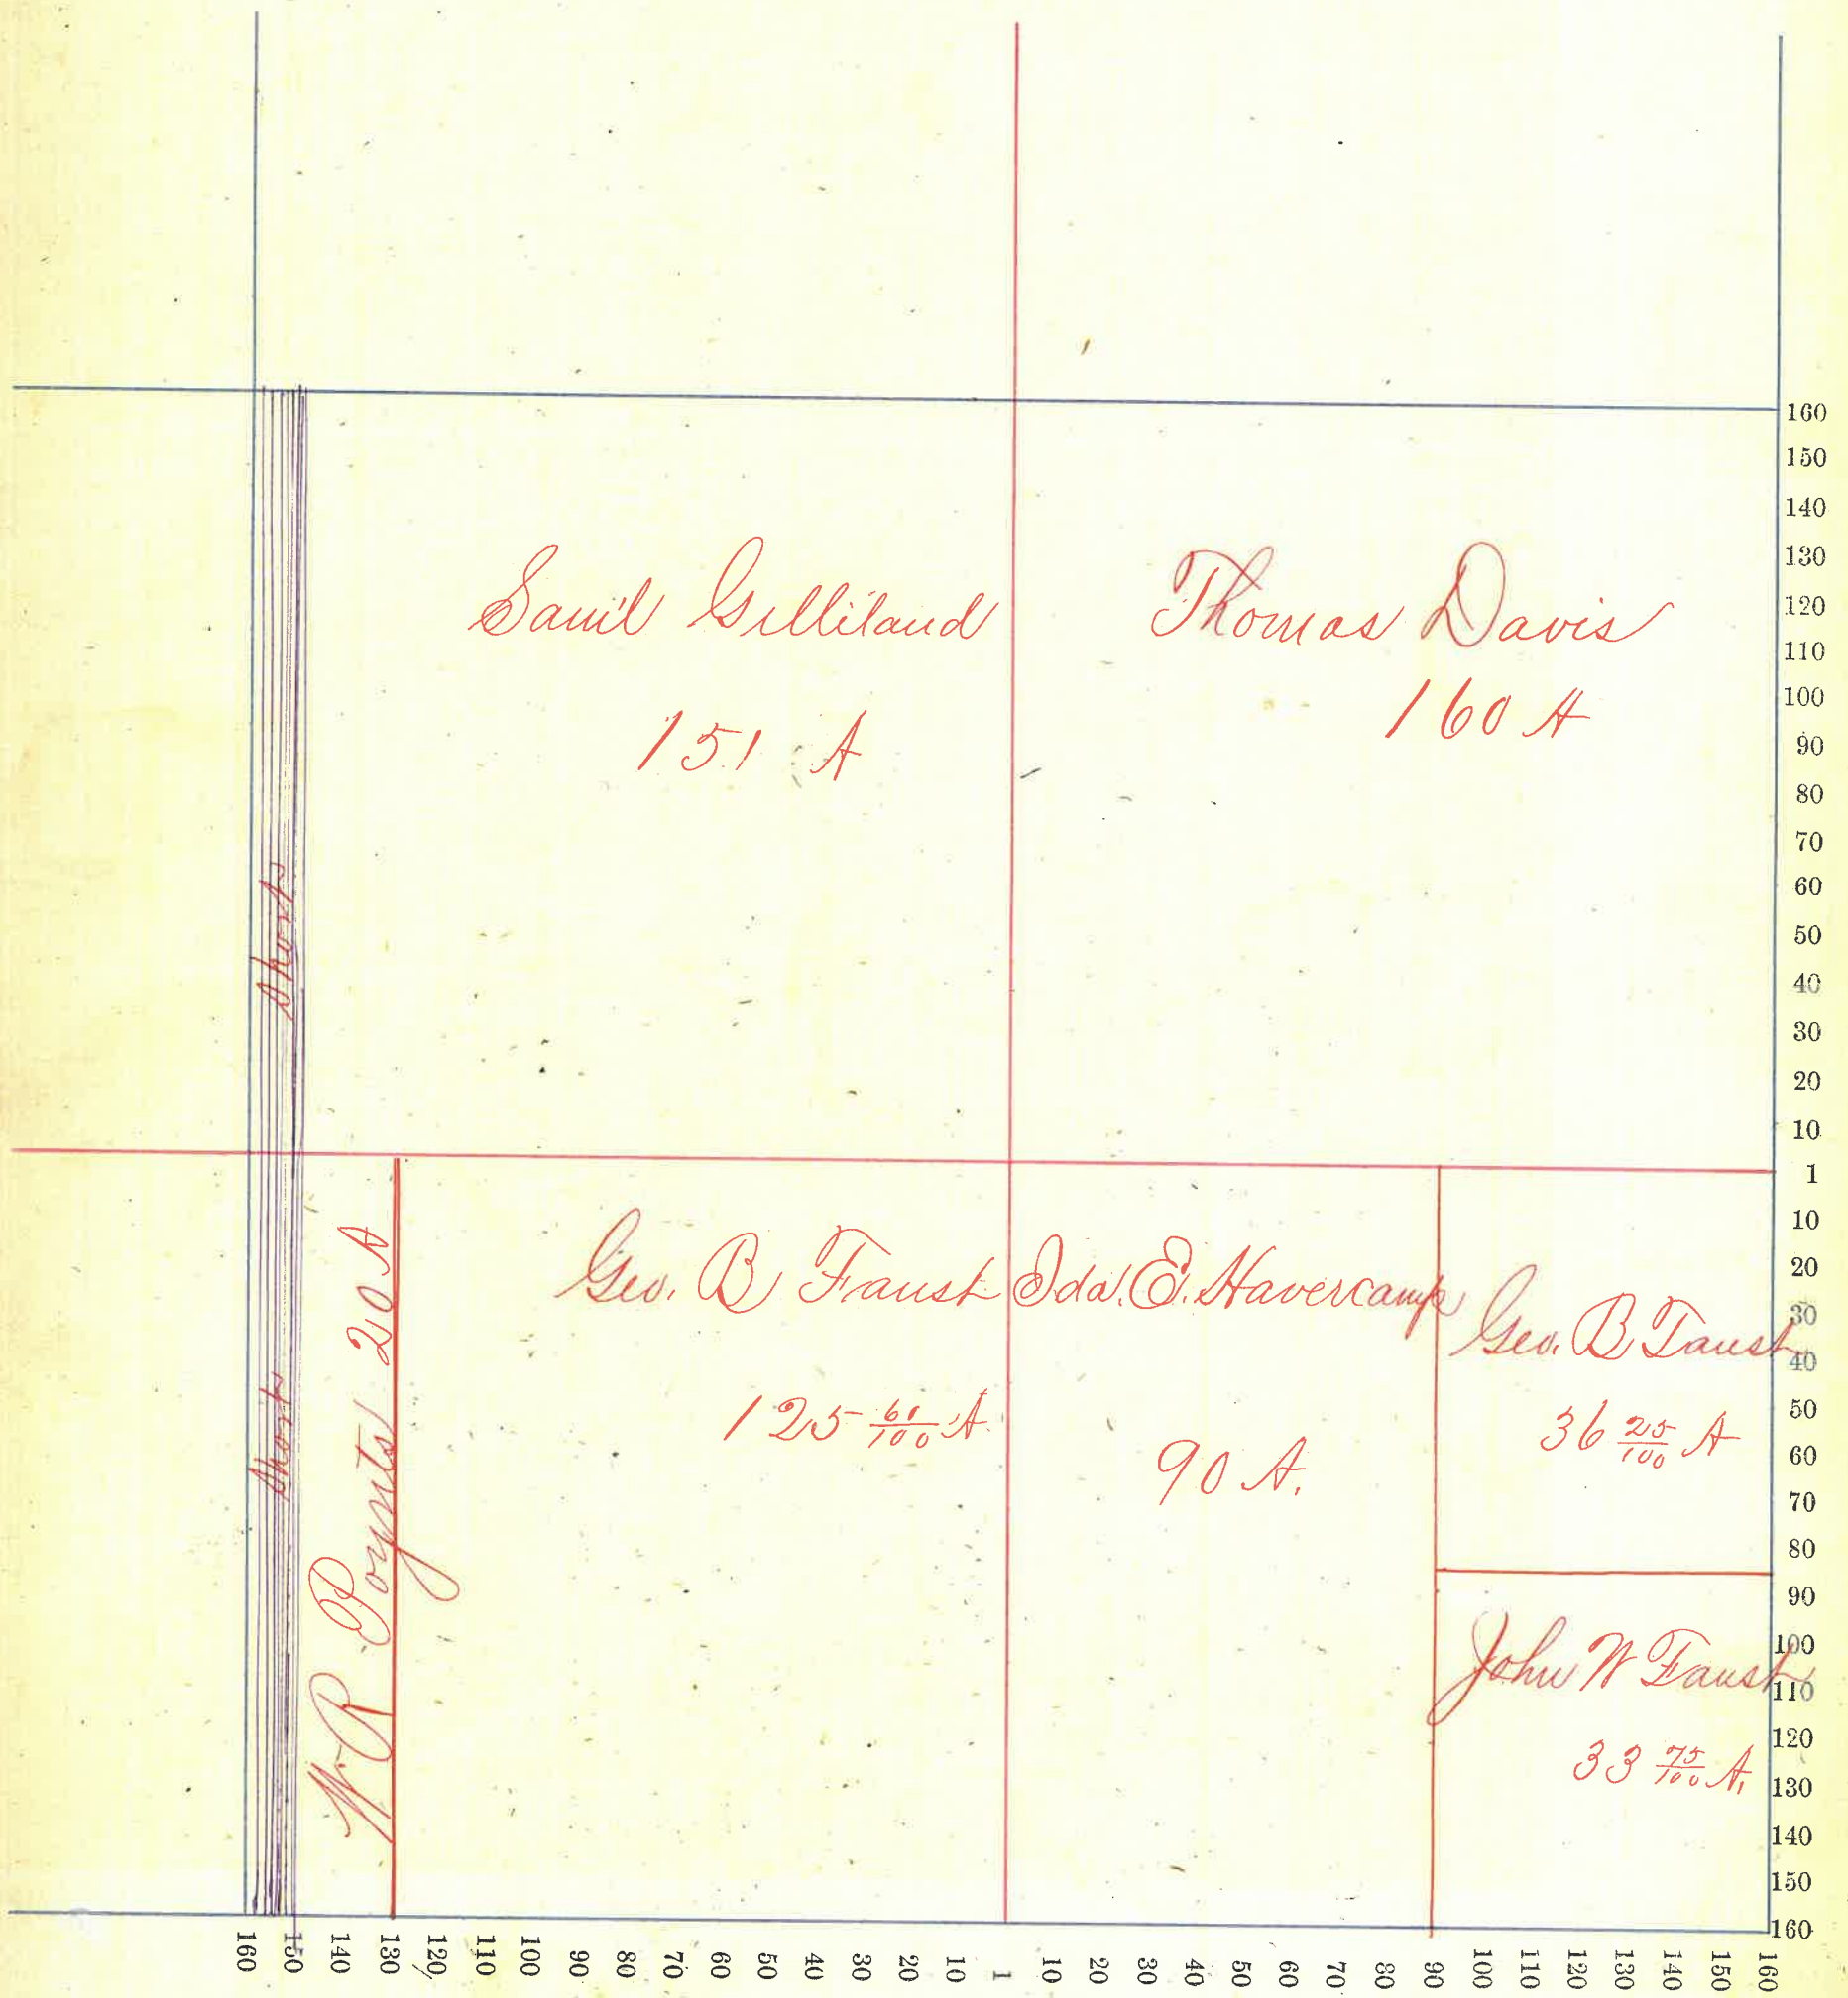 Saml Gilliland
151 A
Thomas Davis
160 A
Short
Short
W R Poynts 20 A
Geo. B Faust
125 61/100 A.
Ida. E. Havercamp
90 A.
Geo. B Faust
36 25/100 A
John W Faust
33 75/100 A.
160
150
140
130
120
110
100
90
80
70
60
50
40
30
20
10
1
10
20
30
40
50
60
70
80
90
100
110
120
130
140
150
160
160 150 140 130 120 110 100 90 80 70 60 50 40 30 20 10 1 10 20 30 40 50 60 70 80 90 100 110 120 130 140 150 160